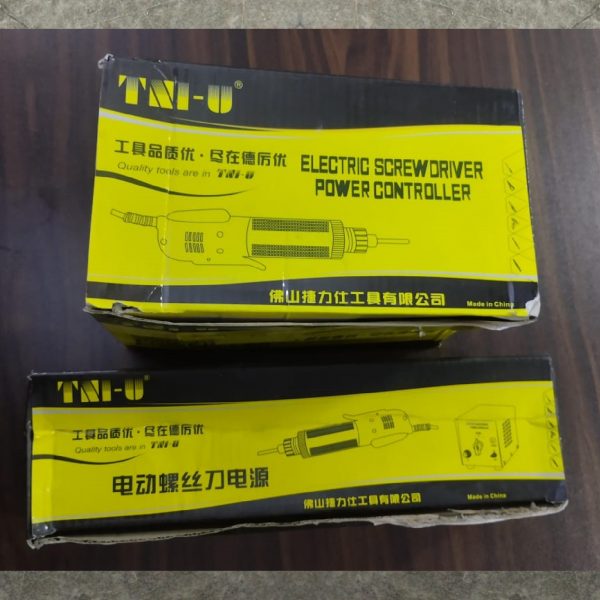 TNI-U®
工具品质优·尽在德厉优
Quality tools are in TNI-U
ELECTRIC SCREWDRIVER
POWER CONTROLLER
佛山捷力仕工具有限公司
Made in China
TNI-U®
工具品质优·尽在德厉优
Quality tools are in TNI-U
电动螺丝刀电源
佛山捷力仕工具有限公司
Made in China